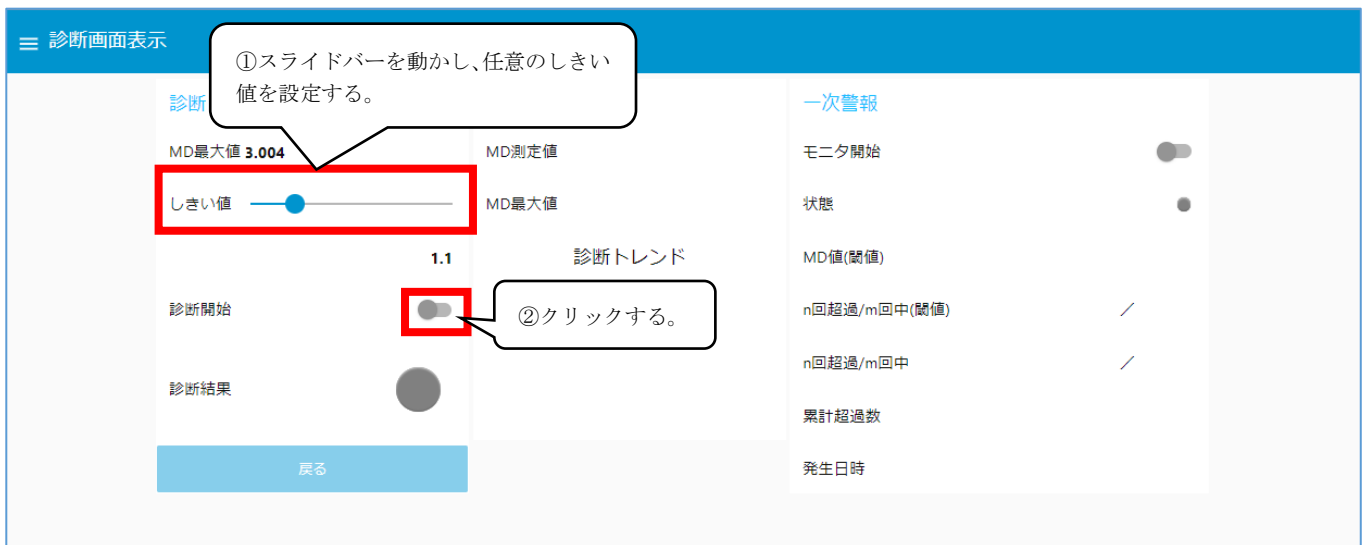 診断画面表示
①スライドバーを動かし、任意のしきい
値を設定する。
診断
MD最大値 3.004
しきい値
1.1
診断開始
②クリックする。
診断結果
戻る
MD測定値
MD最大値
診断トレンド
一次警報
モニタ開始
状態
MD値(閾値)
n回超過/m回中(閾値) ／
n回超過/m回中 ／
累計超過数
発生日時